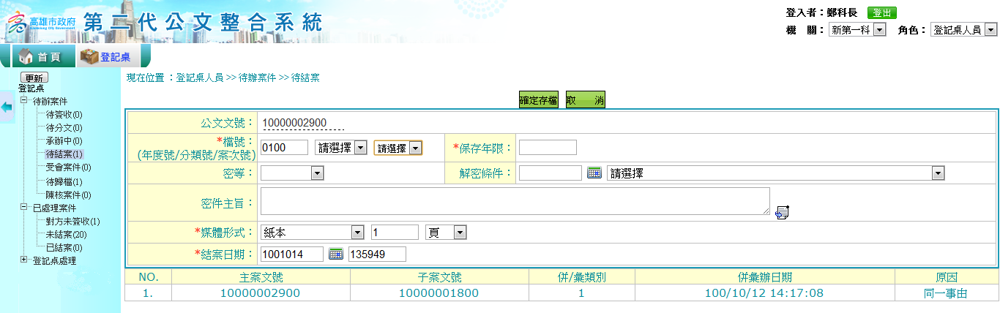 高雄市政府 第二代公文整合系統
Kaohsiung City Government
登入者：鄭科長 登出
機 關：新第一科 角色：登記桌人員
首頁 登記桌
更新
登記桌
待辦案件
待簽收(0)
待分文(0)
承辦中(0)
待結案(1)
受會案件(0)
待歸檔(1)
陳核案件(0)
已處理案件
對方未簽收(1)
未結案(20)
已結案(0)
登記桌處理
現在位置 ：登記桌人員 >> 待辦案件 >> 待結案
確定存檔 取 消
公文文號： 10000002900
*檔號：
(年度號/分類號/案次號) 0100 請選擇 請選擇 *保存年限：
密等： 解密條件： 請選擇
密件主旨：
*媒體形式： 紙本 1 頁
*結案日期： 1001014 135949
NO. 主案文號 子案文號 併/彙類別 併彙辦日期 原因
1. 10000002900 10000001800 1 100/10/12 14:17:08 同一事由